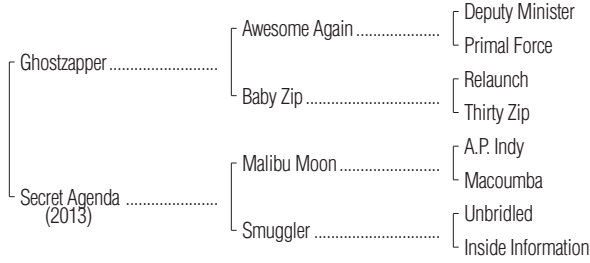 Deputy Minister
Awesome Again ....................
Primal Force
Ghostzapper ..........................
Relaunch
Baby Zip ................................
Thirty Zip
A.P. Indy
Malibu Moon ........................
Macoumba
Secret Agenda ......................
(2013)
Unbridled
Smuggler ..............................
Inside Information